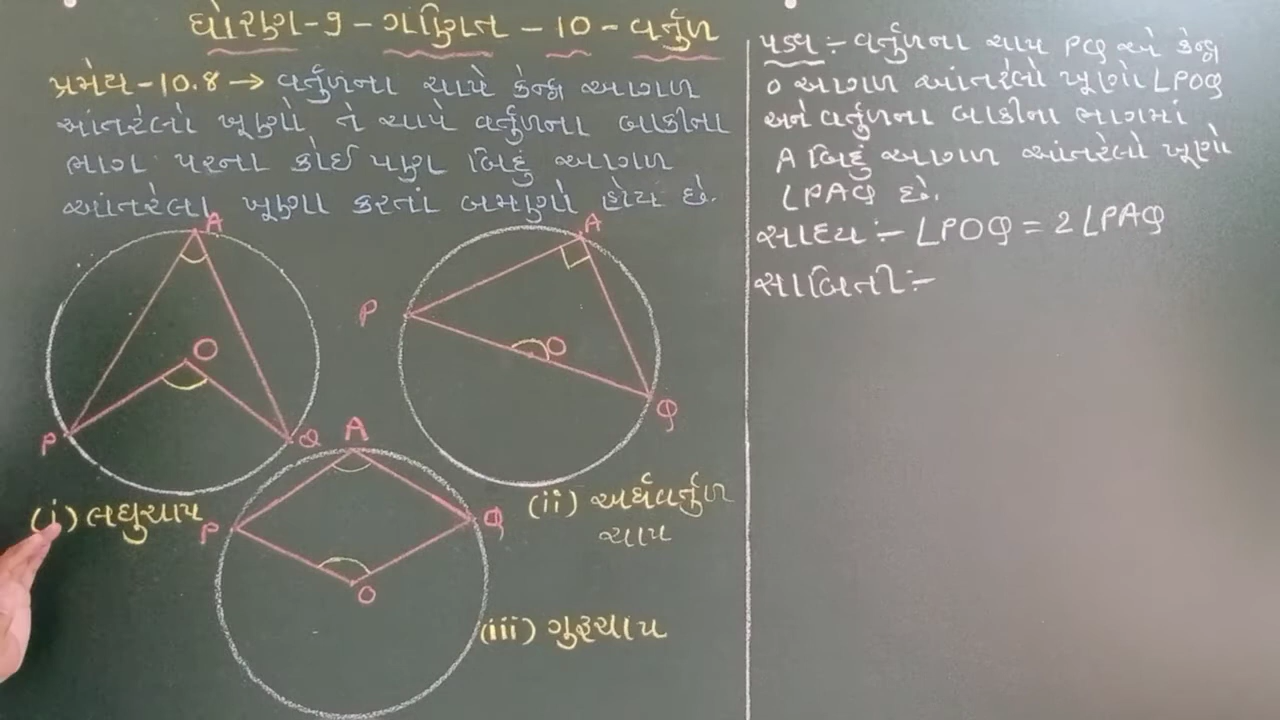 ધોરણ-9-ગણિત-10-વર્તુળ
પ્રમેય-10.8→ વર્તુળના ચાપે કેન્દ્ર આગળ
આંતરેલો ખૂણો તે ચાપે વર્તુળના બાકીના
ભાગ પરના કોઈ પણ બિંદુ આગળ
આંતરેલા ખૂણા કરતાં બમણો હોય છે.
A
O
P
Q
(i) લઘુચાપ
A
P
O
Q
(ii) અર્ધવર્તુળ
ચાપ
A
P
Q
O
(iii) ગુરુચાપ
પક્ષ :- વર્તુળના ચાપ PQ એ કેન્દ્ર
O આગળ આંતરેલો ખૂણો ∠POQ
અને વર્તુળના બાકીના ભાગમાં
A બિંદુ આગળ આંતરેલો ખૂણો
∠PAQ છે.
સાધ્ય :- ∠POQ = 2∠PAQ
સાબિતી:-